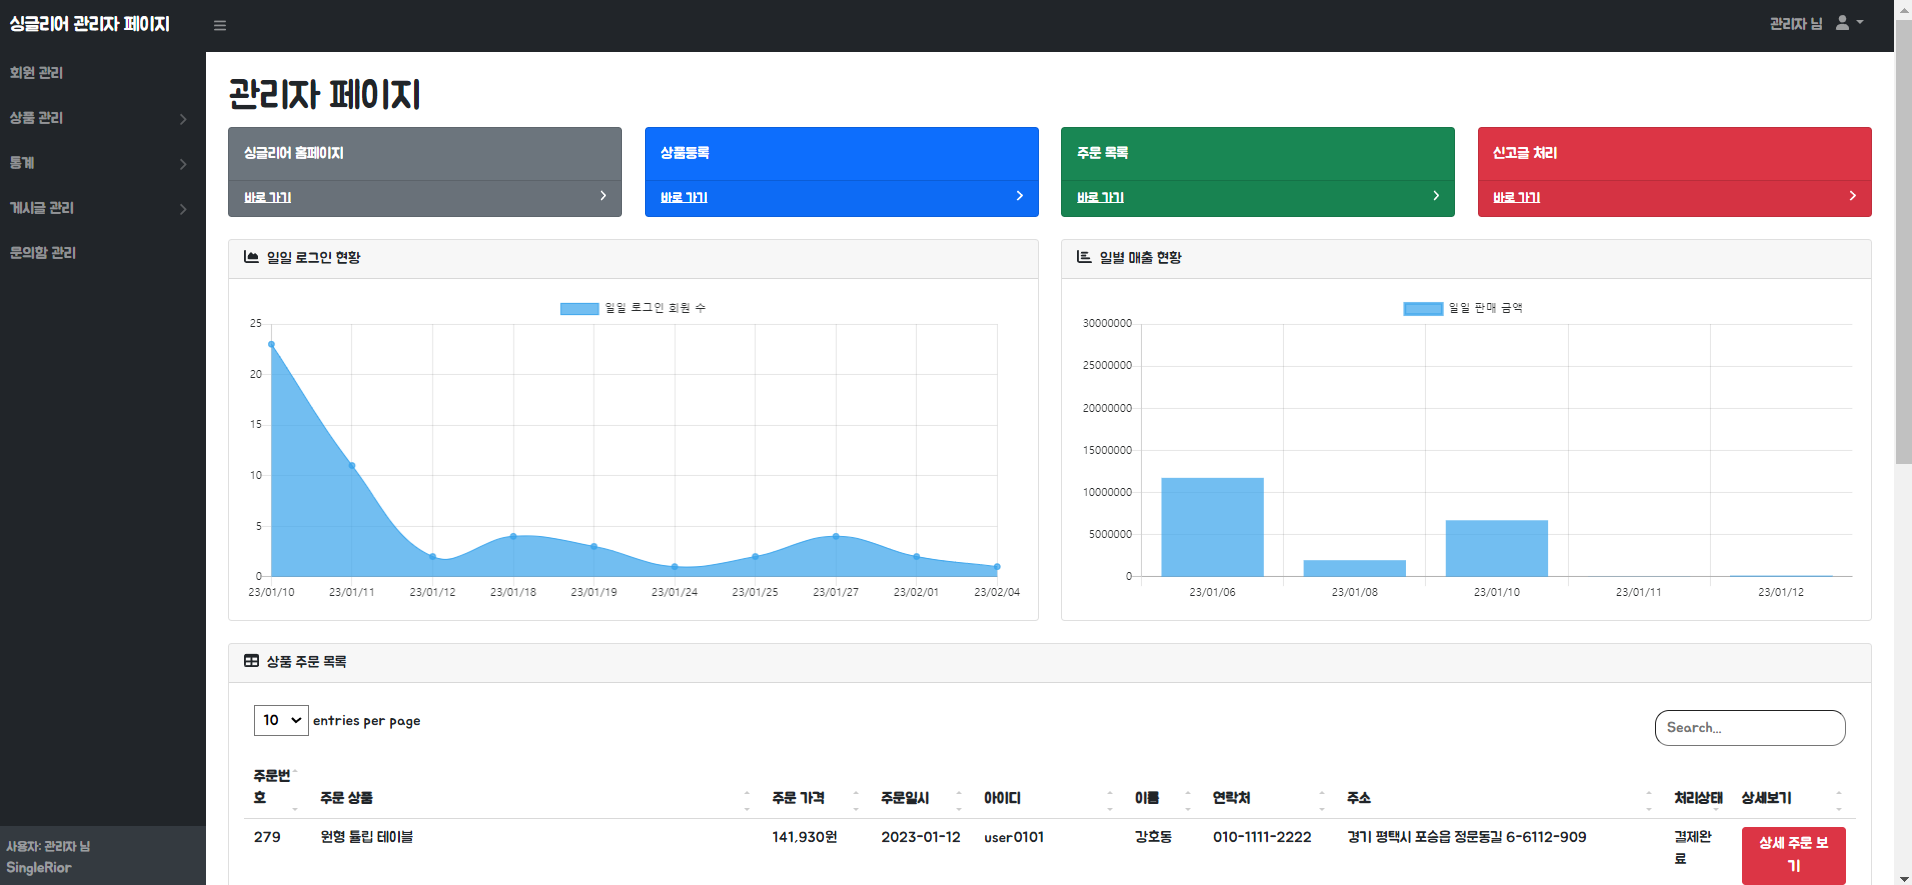 싱글리어 관리자 페이지
관리자 님
회원 관리
상품 관리
통계
게시글 관리
문의함 관리
사용자: 관리자 님
SingleRior
관리자 페이지
싱글리어 홈페이지
바로 가기
상품등록
바로 가기
주문 목록
바로 가기
신고글 처리
바로 가기
일일 로그인 현황
일일 로그인 회원 수
25
20
15
10
5
0
23/01/10 23/01/11 23/01/12 23/01/18 23/01/19 23/01/24 23/01/25 23/01/27 23/02/01 23/02/04
일별 매출 현황
일일 판매 금액
30000000
25000000
20000000
15000000
10000000
5000000
0
23/01/06 23/01/08 23/01/10 23/01/11 23/01/12
상품 주문 목록
10 entries per page
Search...
주문번호 주문 상품 주문 가격 주문일시 아이디 이름 연락처 주소 처리상태 상세보기
279 원형 튤립 테이블 141,930원 2023-01-12 user0101 강호동 010-1111-2222 경기 평택시 포승읍 정문동길 6-6112-909 결제완료 상세 주문 보기